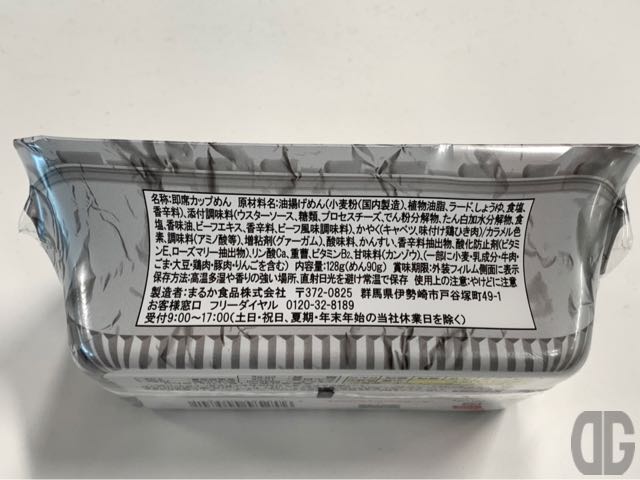 名称:即席カップめん 原材料名:油揚げめん(小麦粉(国内製造)、植物油脂、ラード、しょうゆ、食塩、
香辛料)、添付調味料(ウスターソース、糖類、プロセスチーズ、でん粉分解物、たん白加水分解物、食
塩、香味油、ビーフエキス、香辛料、ビーフ風味調味料)、かやく(キャベツ、味付け鶏ひき肉)/カラメル色
素、調味料(アミノ酸等)、増粘剤(グァーガム)、酸味料、かんすい、香辛料抽出物、酸化防止剤(ビタミ
ンE、ローズマリー抽出物)、リン酸Ca、重曹、ビタミンB₂、甘味料(カンゾウ)、(一部に小麦・乳成分・牛肉・
ごま・大豆・鶏肉・豚肉・りんごを含む) 内容量:128g(めん90g) 賞味期限:外装フィルム側面に表示
保存方法:高温多湿や香りの強い場所、直射日光を避け常温で保存 使用上の注意:やけどに注意
製造者:まるか食品株式会社 〒372-0825 群馬県伊勢崎市戸谷塚町49-1
お客様窓口 フリーダイヤル 0120-32-8189
受付9:00~17:00(土日・祝日、夏期・年末年始の当社休業日を除く)
DG